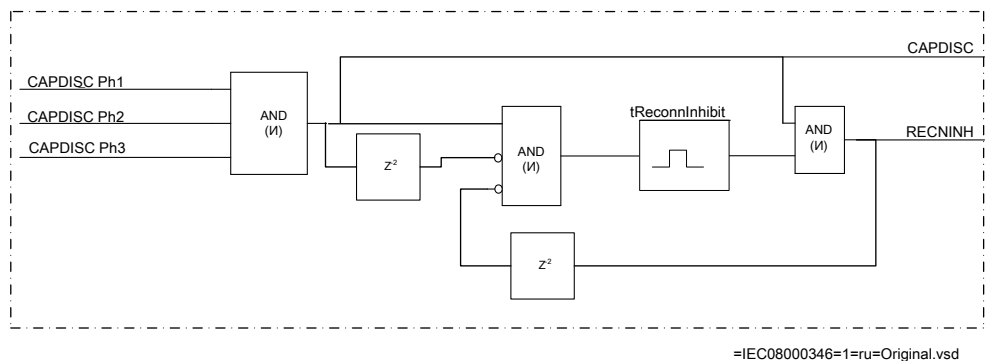 CAPDISC
CAPDISC Ph1
CAPDISC Ph2
CAPDISC Ph3
AND
(И)
Z-2
AND
(И)
tReconnInhibit
AND
(И)
RECNINH
Z-2
=IEC08000346=1=ru=Original.vsd